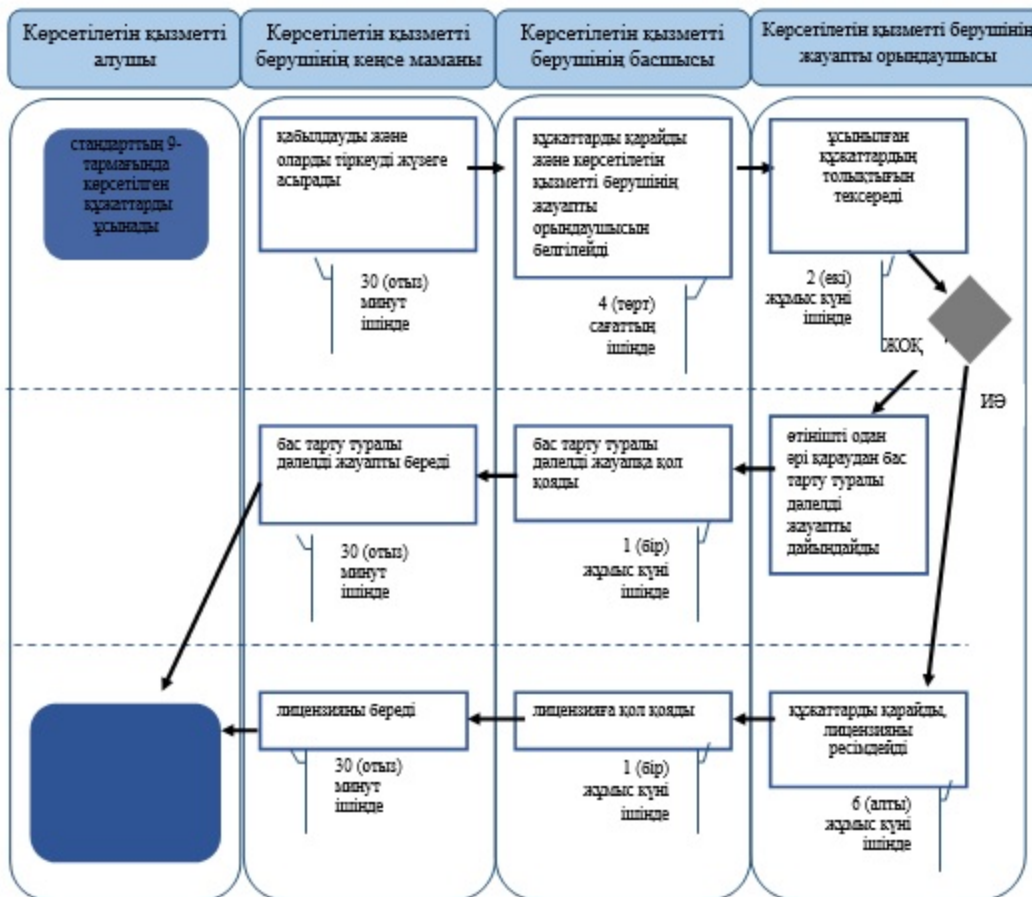 Көрсетілетін қызметті
алушы
Көрсетілетін қызметті
берушінің кеңсе маманы
Көрсетілетін қызметті
берушінің басшысы
Көрсетілетін қызметті берушінің
жауапты орындаушысы
стандарттың 9-
тармағында
көрсетілген
құжаттарды
ұсынады
қабылдауды және
оларды тіркеуді жүзеге
асырады
құжаттарды қарайды
және көрсетілетін
қызметті берушінің
жауапты
орындаушысын
белгілейді
ұсынылған
құжаттардың
толықтығын
тексереді
30 (отыз)
минут
ішінде
4 (төрт)
сағаттың
ішінде
2 (екі)
жұмыс күні
ішінде
ЖОҚ
ИӘ
бас тарту туралы
дәлелді жауапты береді
бас тарту туралы
дәлелді жауапқа қол
қояды
өтінішті одан
әрі қараудан бас
тарту туралы
дәлелді
жауапты
дайындайды
30 (отыз)
минут
ішінде
1 (бір)
жұмыс күні
ішінде
лицензияны береді
лицензияға қол қояды
құжаттарды қарайды,
лицензияны
ресімдейді
30 (отыз)
минут
ішінде
1 (бір)
жұмыс күні
ішінде
6 (алты)
жұмыс күні
ішінде